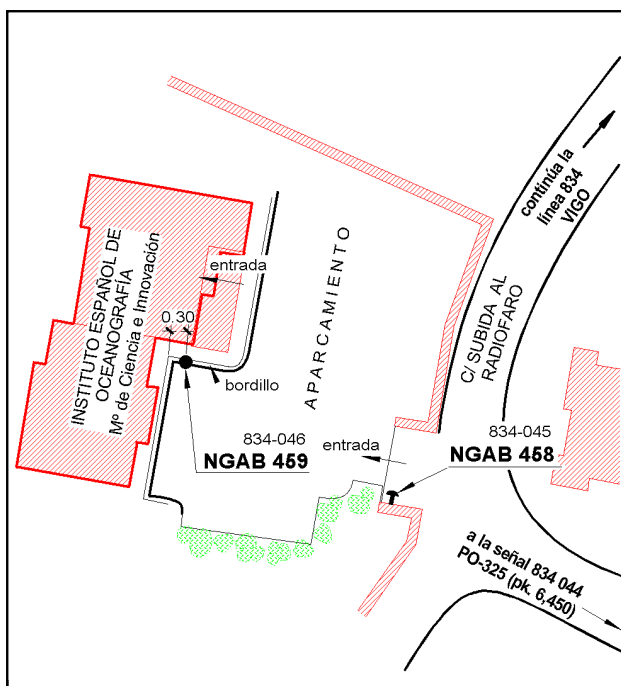 continúa la
línea 834
VIGO
INSTITUTO ESPAÑOL DE
OCEANOGRAFÍA
Mº de Ciencia e Innovación
entrada
0.30
bordillo
APARCAMIENTO
C/ SUBIDA AL
RADIOFARO
834-046
NGAB 459
entrada
834-045
NGAB 458
a la señal 834 044
PO-325 (pk. 6,450)